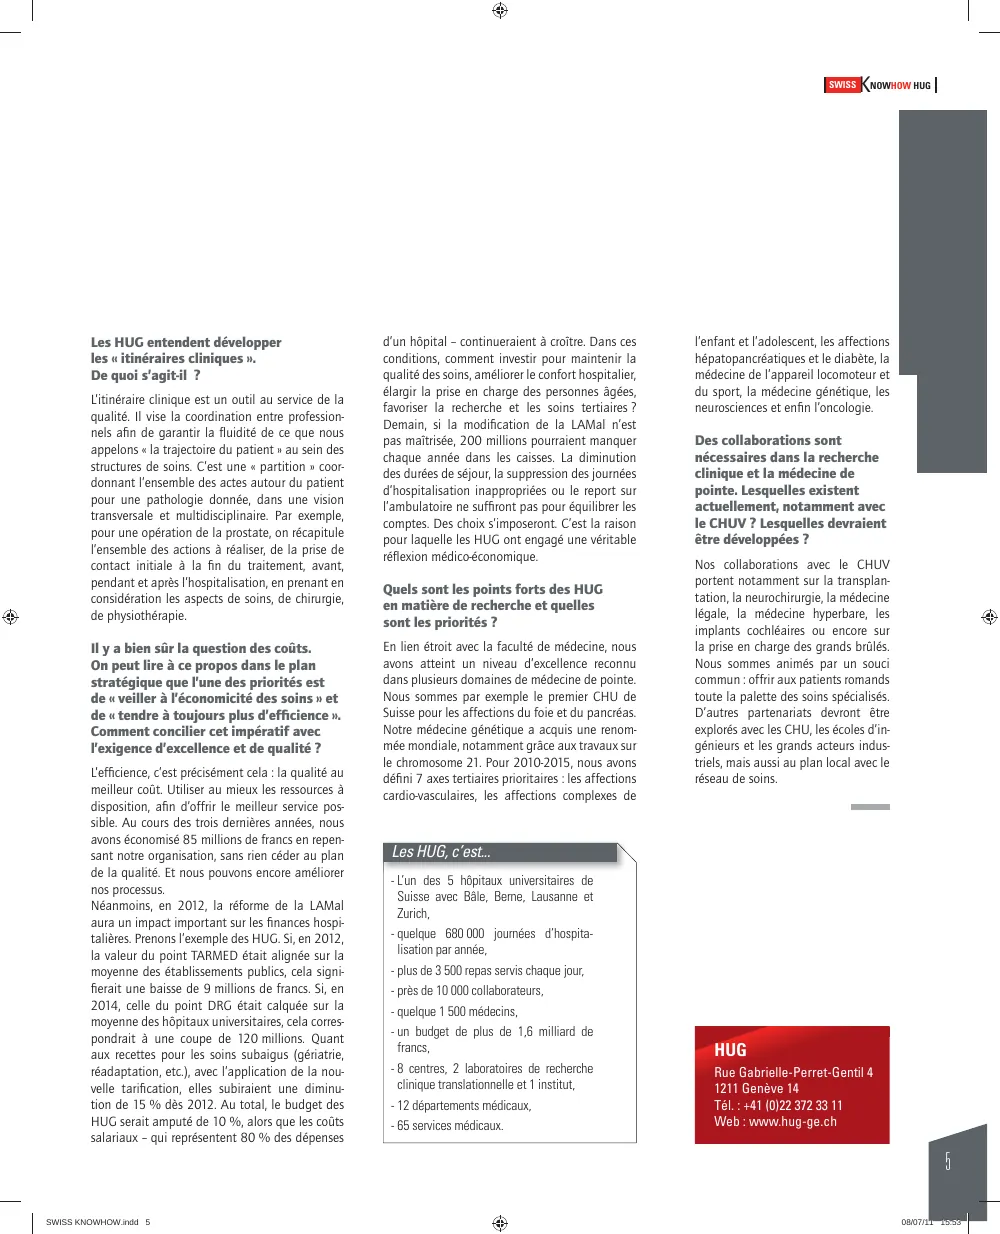 SWISS KNOWHOW HUG
Les HUG entendent développer
les « itinéraires cliniques ».
De quoi s’agit-il ?
L’itinéraire clinique est un outil au service de la
qualité. Il vise la coordination entre profession-
nels afin de garantir la fluidité de ce que nous
appelons « la trajectoire du patient » au sein des
structures de soins. C’est une « partition » coor-
donnant l’ensemble des actes autour du patient
pour une pathologie donnée, dans une vision
transversale et multidisciplinaire. Par exemple,
pour une opération de la prostate, on récapitule
l’ensemble des actions à réaliser, de la prise de
contact initiale à la fin du traitement, avant,
pendant et après l’hospitalisation, en prenant en
considération les aspects de soins, de chirurgie,
de physiothérapie.
Il y a bien sûr la question des coûts.
On peut lire à ce propos dans le plan
stratégique que l’une des priorités est
de « veiller à l’économicité des soins » et
de « tendre à toujours plus d’efficience ».
Comment concilier cet impératif avec
l’exigence d’excellence et de qualité ?
L’efficience, c’est précisément cela : la qualité au
meilleur coût. Utiliser au mieux les ressources à
disposition, afin d’offrir le meilleur service pos-
sible. Au cours des trois dernières années, nous
avons économisé 85 millions de francs en repen-
sant notre organisation, sans rien céder au plan
de la qualité. Et nous pouvons encore améliorer
nos processus.
Néanmoins, en 2012, la réforme de la LAMal
aura un impact important sur les finances hospi-
talières. Prenons l’exemple des HUG. Si, en 2012,
la valeur du point TARMED était alignée sur la
moyenne des établissements publics, cela signi-
fierait une baisse de 9 millions de francs. Si, en
2014, celle du point DRG était calquée sur la
moyenne des hôpitaux universitaires, cela corres-
pondrait à une coupe de 120 millions. Quant
aux recettes pour les soins subaigus (gériatrie,
réadaptation, etc.), avec l’application de la nou-
velle tarification, elles subiraient une diminu-
tion de 15 % dès 2012. Au total, le budget des
HUG serait amputé de 10 %, alors que les coûts
salariaux – qui représentent 80 % des dépenses
d’un hôpital – continueraient à croître. Dans ces
conditions, comment investir pour maintenir la
qualité des soins, améliorer le confort hospitalier,
élargir la prise en charge des personnes âgées,
favoriser la recherche et les soins tertiaires ?
Demain, si la modification de la LAMal n’est
pas maîtrisée, 200 millions pourraient manquer
chaque année dans les caisses. La diminution
des durées de séjour, la suppression des journées
d’hospitalisation inappropriées ou le report sur
l’ambulatoire ne suffiront pas pour équilibrer les
comptes. Des choix s’imposeront. C’est la raison
pour laquelle les HUG ont engagé une véritable
réflexion médico-économique.
Quels sont les points forts des HUG
en matière de recherche et quelles
sont les priorités ?
En lien étroit avec la faculté de médecine, nous
avons atteint un niveau d’excellence reconnu
dans plusieurs domaines de médecine de pointe.
Nous sommes par exemple le premier CHU de
Suisse pour les affections du foie et du pancréas.
Notre médecine génétique a acquis une renom-
mée mondiale, notamment grâce aux travaux sur
le chromosome 21. Pour 2010-2015, nous avons
défini 7 axes tertiaires prioritaires : les affections
cardio-vasculaires, les affections complexes de
l’enfant et l’adolescent, les affections
hépatopancréatiques et le diabète, la
médecine de l’appareil locomoteur et
du sport, la médecine génétique, les
neurosciences et enfin l’oncologie.
Des collaborations sont
nécessaires dans la recherche
clinique et la médecine de
pointe. Lesquelles existent
actuellement, notamment avec
le CHUV ? Lesquelles devraient
être développées ?
Nos collaborations avec le CHUV
portent notamment sur la transplan-
tation, la neurochirurgie, la médecine
légale, la médecine hyperbare, les
implants cochléaires ou encore sur
la prise en charge des grands brûlés.
Nous sommes animés par un souci
commun : offrir aux patients romands
toute la palette des soins spécialisés.
D’autres partenariats devront être
explorés avec les CHU, les écoles d’in-
génieurs et les grands acteurs indus-
triels, mais aussi au plan local avec le
réseau de soins.
Les HUG, c’est...
- L’un des 5 hôpitaux universitaires de
Suisse avec Bâle, Berne, Lausanne et
Zurich,
- quelque 680 000 journées d’hospita-
lisation par année,
- plus de 3 500 repas servis chaque jour,
- près de 10 000 collaborateurs,
- quelque 1 500 médecins,
- un budget de plus de 1,6 milliard de
francs,
- 8 centres, 2 laboratoires de recherche
clinique translationnelle et 1 institut,
- 12 départements médicaux,
- 65 services médicaux.
HUG
Rue Gabrielle-Perret-Gentil 4
1211 Genève 14
Tél. : +41 (0)22 372 33 11
Web : www.hug-ge.ch
5
SWISS KNOWHOW.indd 5
08/07/11 15:53